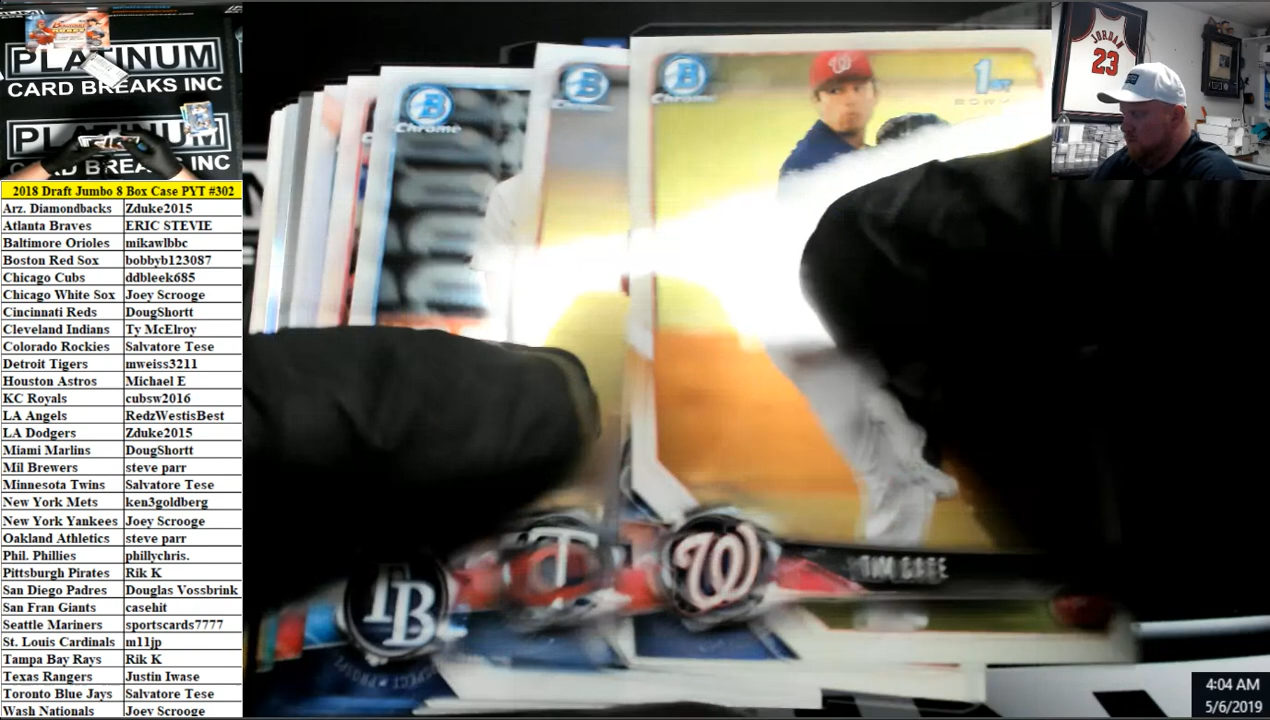 PLATINUM
CARD BREAKS INC
PLATINUM
CARD BREAKS INC
2018 Draft Jumbo 8 Box Case PYT #302
Arz. Diamondbacks Zduke2015
Atlanta Braves ERIC STEVIE
Baltimore Orioles mikawlbbc
Boston Red Sox bobbyb123087
Chicago Cubs ddbleek685
Chicago White Sox Joey Scrooge
Cincinnati Reds DougShortt
Cleveland Indians Ty McElroy
Colorado Rockies Salvatore Tese
Detroit Tigers mweiss3211
Houston Astros Michael E
KC Royals cubsw2016
LA Angels RedzWestisBest
LA Dodgers Zduke2015
Miami Marlins DougShortt
Mil Brewers steve parr
Minnesota Twins Salvatore Tese
New York Mets ken3goldberg
New York Yankees Joey Scrooge
Oakland Athletics steve parr
Phil. Phillies phillychris.
Pittsburgh Pirates Rik K
San Diego Padres Douglas Vossbrink
San Fran Giants casehit
Seattle Mariners sportscards7777
St. Louis Cardinals m11jp
Tampa Bay Rays Rik K
Texas Rangers Justin Iwase
Toronto Blue Jays Salvatore Tese
Wash Nationals Joey Scrooge
B Chrome
B Chrome
B Chrome
W
1st
TB
T
W
TIM CATE
JORDAN
23
4:04 AM
5/6/2019